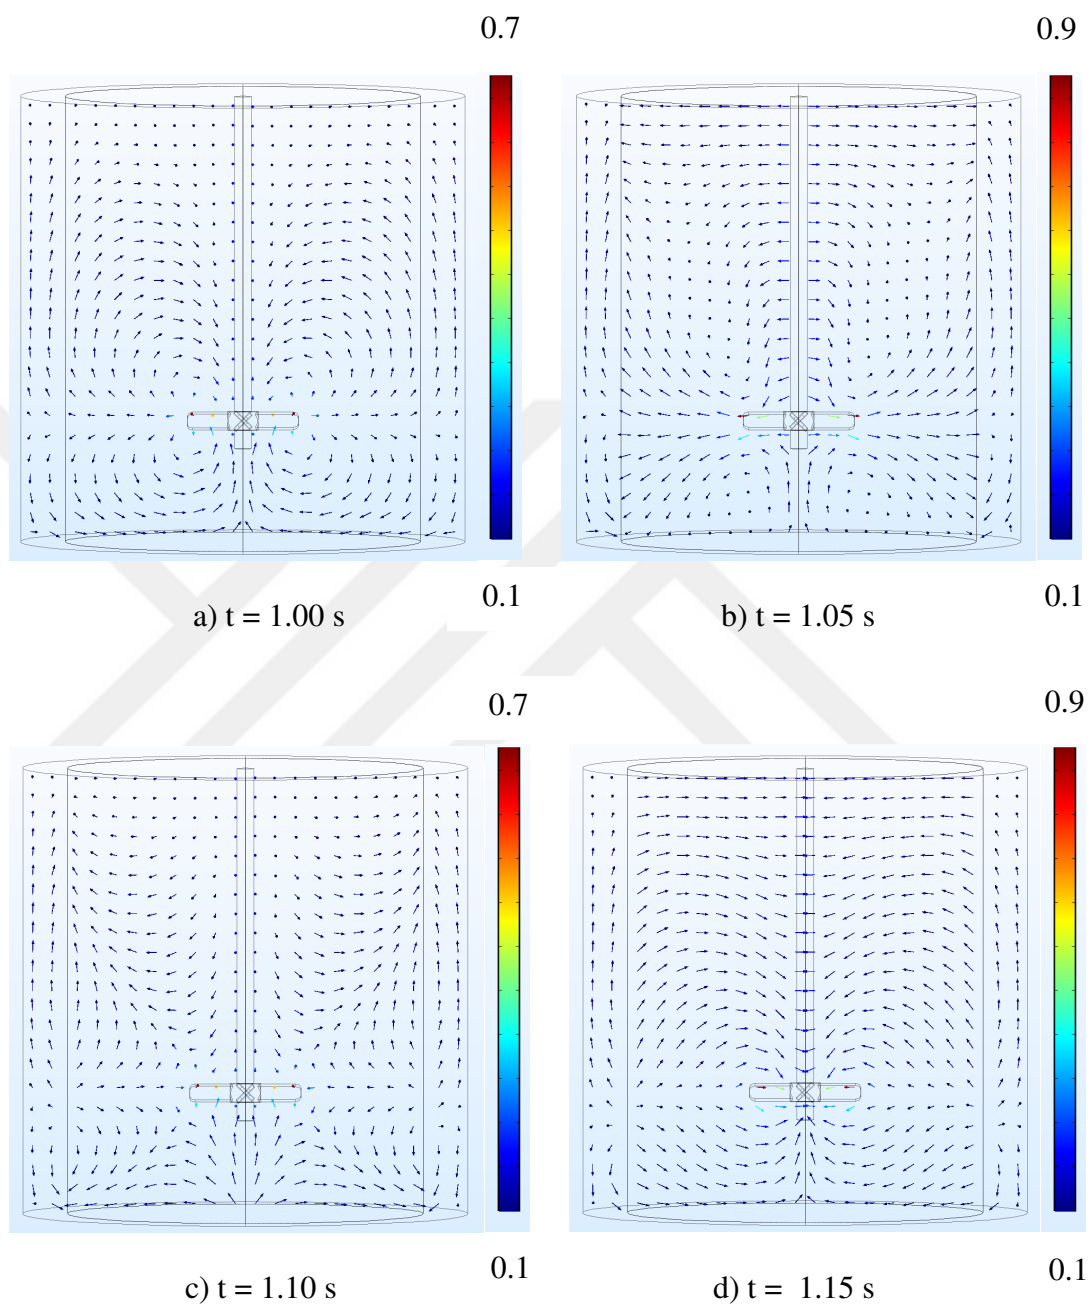 0.7 0.9
0.1 0.1
a) t = 1.00 s b) t = 1.05 s
0.7 0.9
0.1 0.1
c) t = 1.10 s d) t = 1.15 s